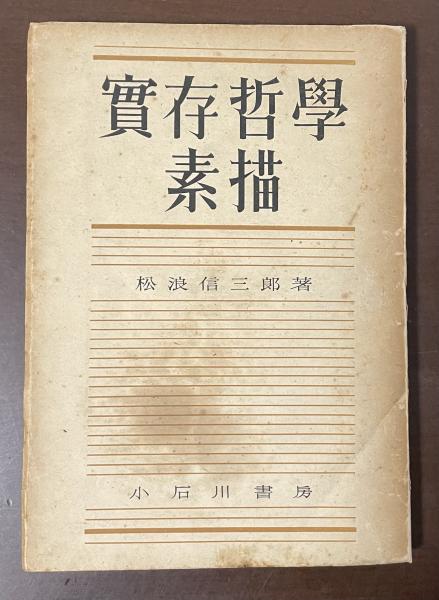 實存哲學
素描
松浪信三郎著
小石川書房